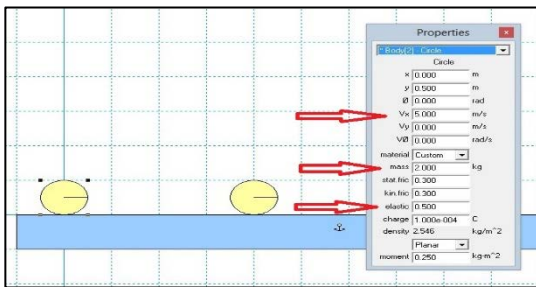 Properties
Body[2] - Circle
Circle
x 0.000 m
y 0.500 m
Ø 0.000 rad
Vx 5.000 m/s
Vy 0.000 m/s
VØ 0.000 rad/s
material Custom
mass 2.000 kg
stat.fric 0.300
kin.fric 0.300
elastic 0.500
charge 1.000e-004 C
density 2.546 kg/m^2
Planar
moment 0.250 kg·m^2